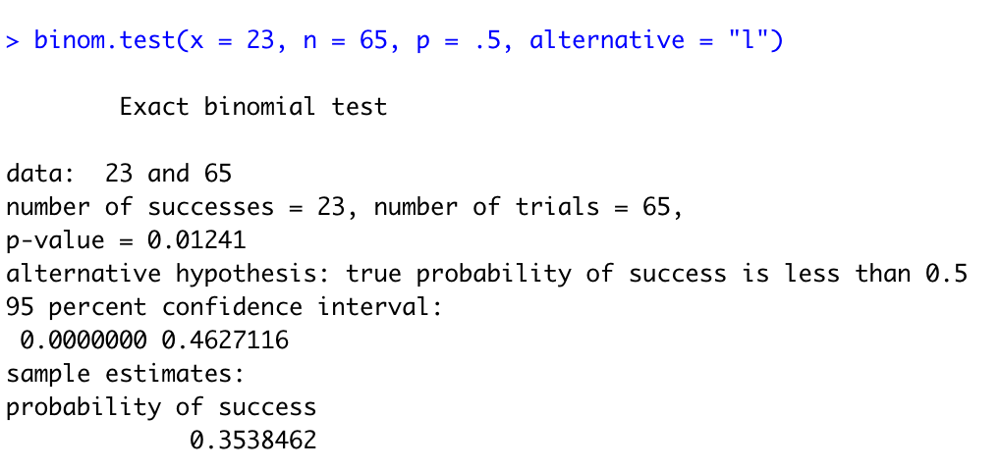 > binom.test(x = 23, n = 65, p = .5, alternative = "l")
Exact binomial test
data:  23 and 65
number of successes = 23, number of trials = 65,
p-value = 0.01241
alternative hypothesis: true probability of success is less than 0.5
95 percent confidence interval:
 0.0000000 0.4627116
sample estimates:
probability of success
0.3538462